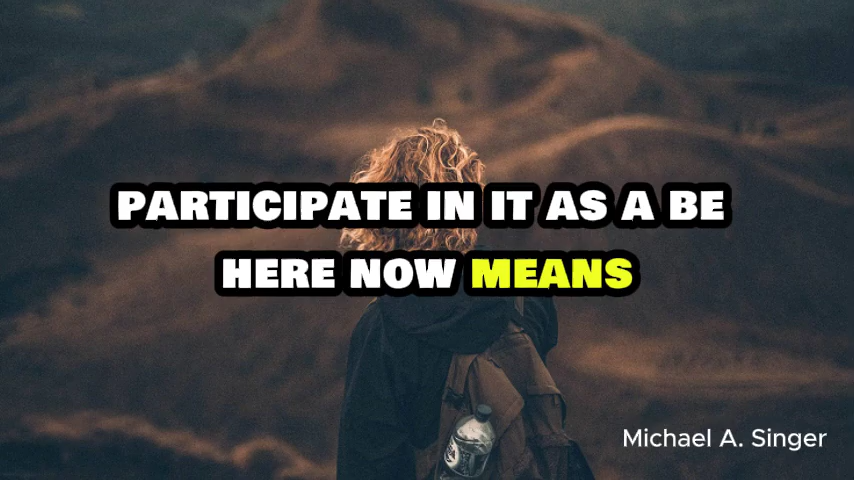 PARTICIPATE IN IT AS A BE
HERE NOW MEANS
Michael A. Singer